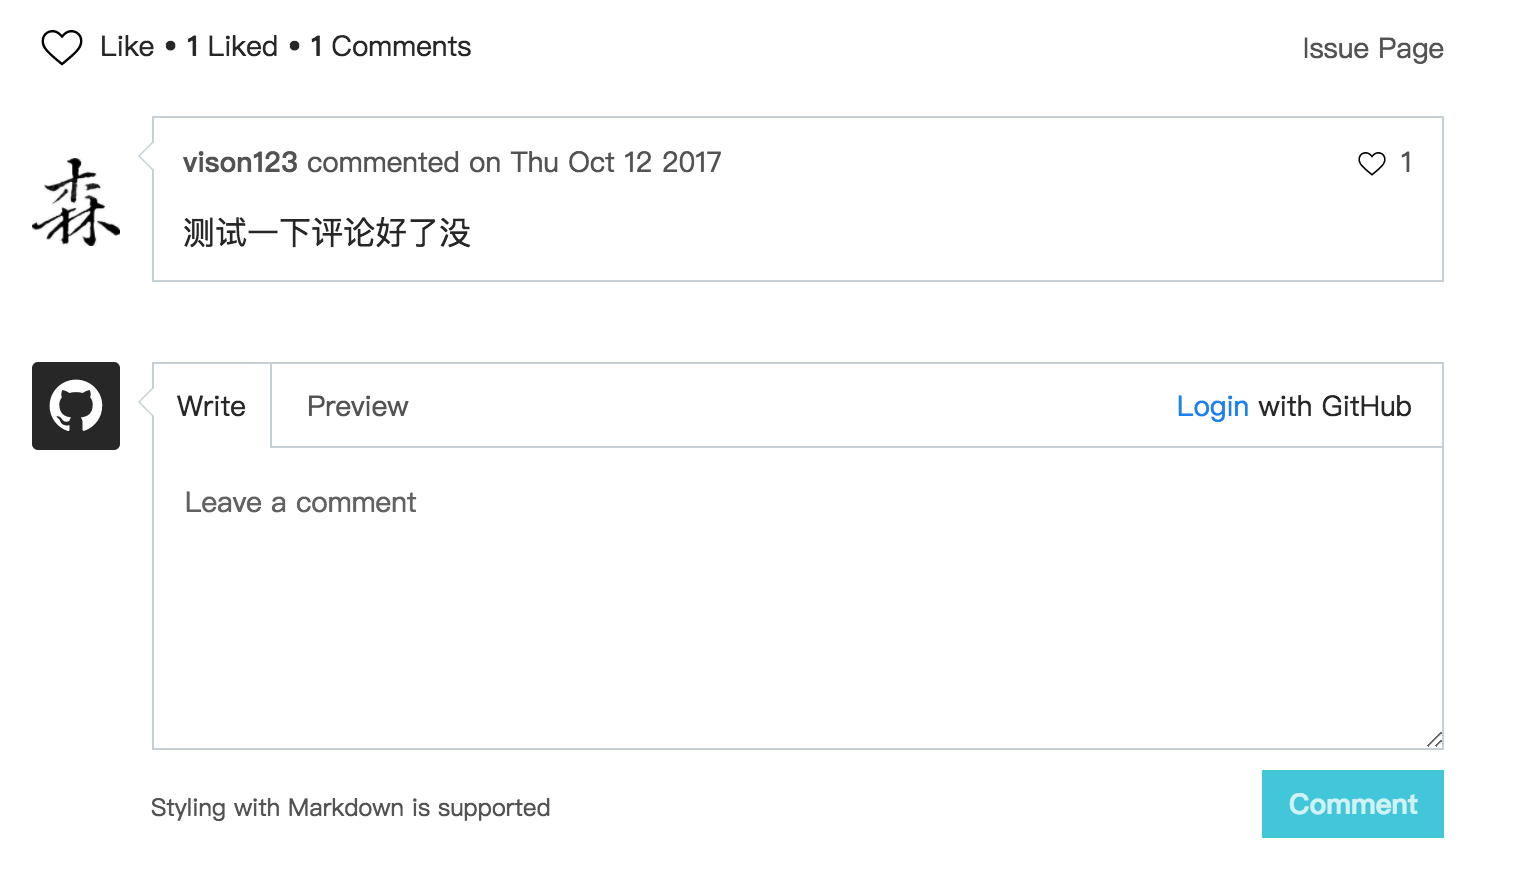 Like • 1 Liked • 1 Comments
Issue Page
森
vison123 commented on Thu Oct 12 2017
1
测试一下评论好了没
Write
Preview
Login with GitHub
Leave a comment
Styling with Markdown is supported
Comment